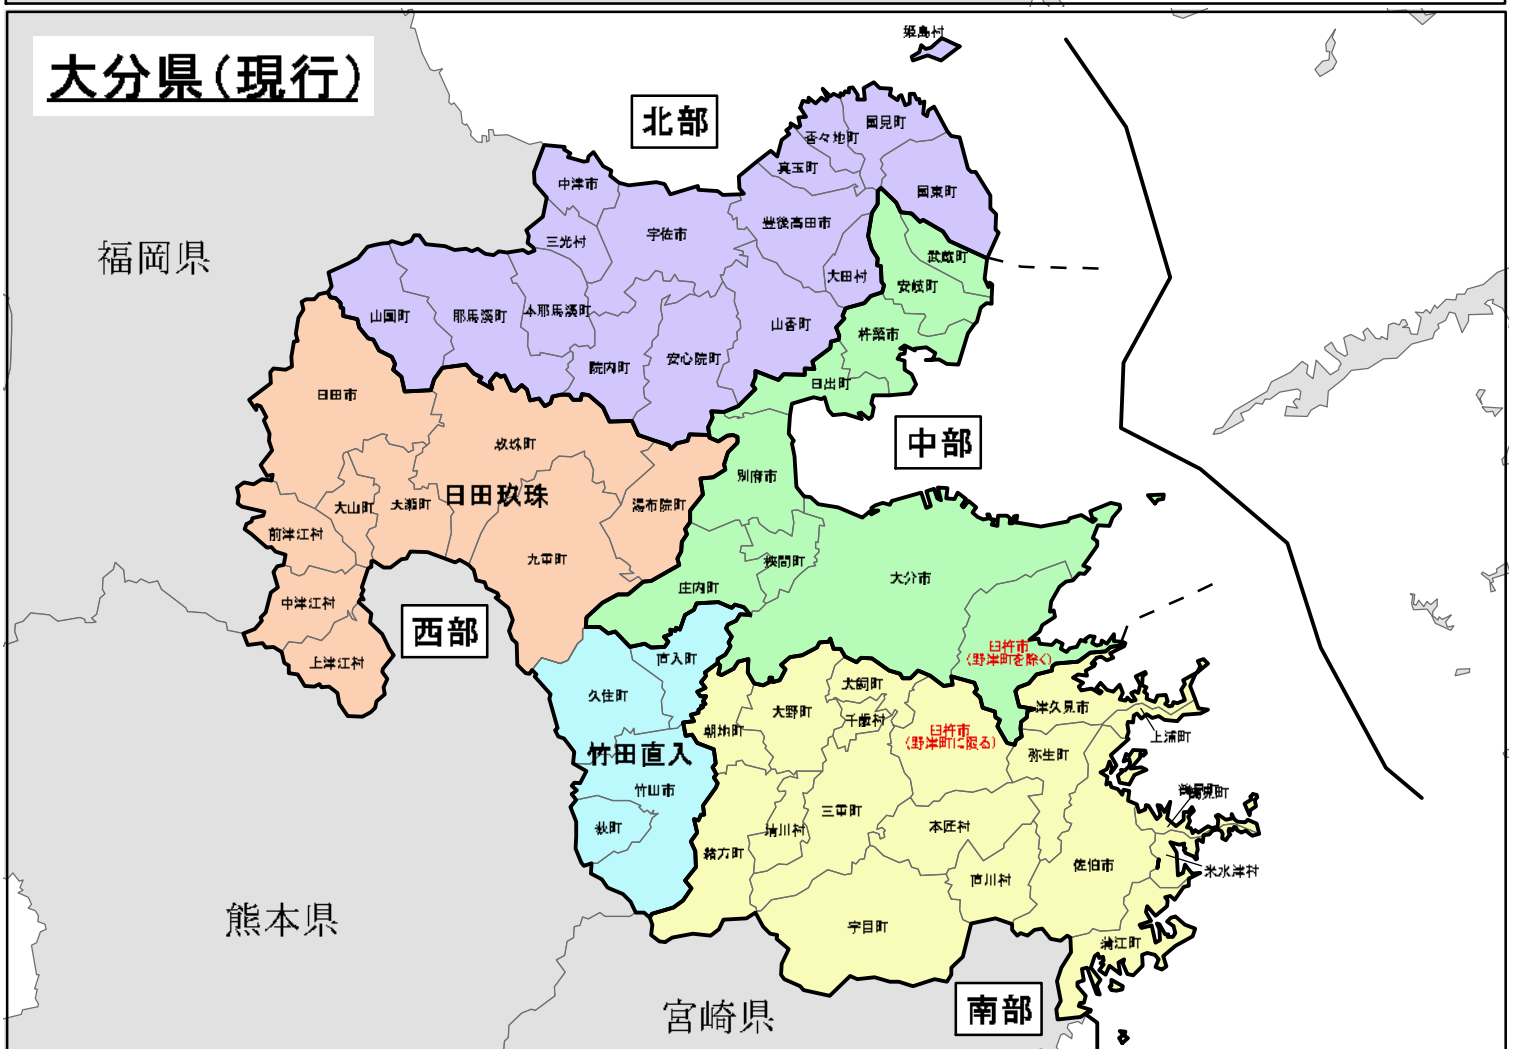 大分県(現行)
姫島村
北部
国見町
香々地町
真玉町
中津市
国東町
豊後高田市
宇佐市
三光村
福岡県
武蔵町
大田村
安岐町
山国町
耶馬溪町
本耶馬溪町
山香町
杵築市
安心院町
院内町
日出町
日田市
中部
玖珠町
別府市
日田玖珠
大山町
天瀬町
湯布院町
前津江村
九重町
挾間町
大分市
庄内町
中津江村
西部
臼杵市
(野津町を除く)
直入町
上津江村
犬飼町
久住町
津久見市
大野町
千歳村
朝地町
臼杵市
(野津町に限る)
上浦町
竹田直入
弥生町
竹田市
鶴見町
三重町
荻町
清川村
本匠村
緒方町
佐伯市
米水津村
直川村
熊本県
宇目町
蒲江町
南部
宮崎県